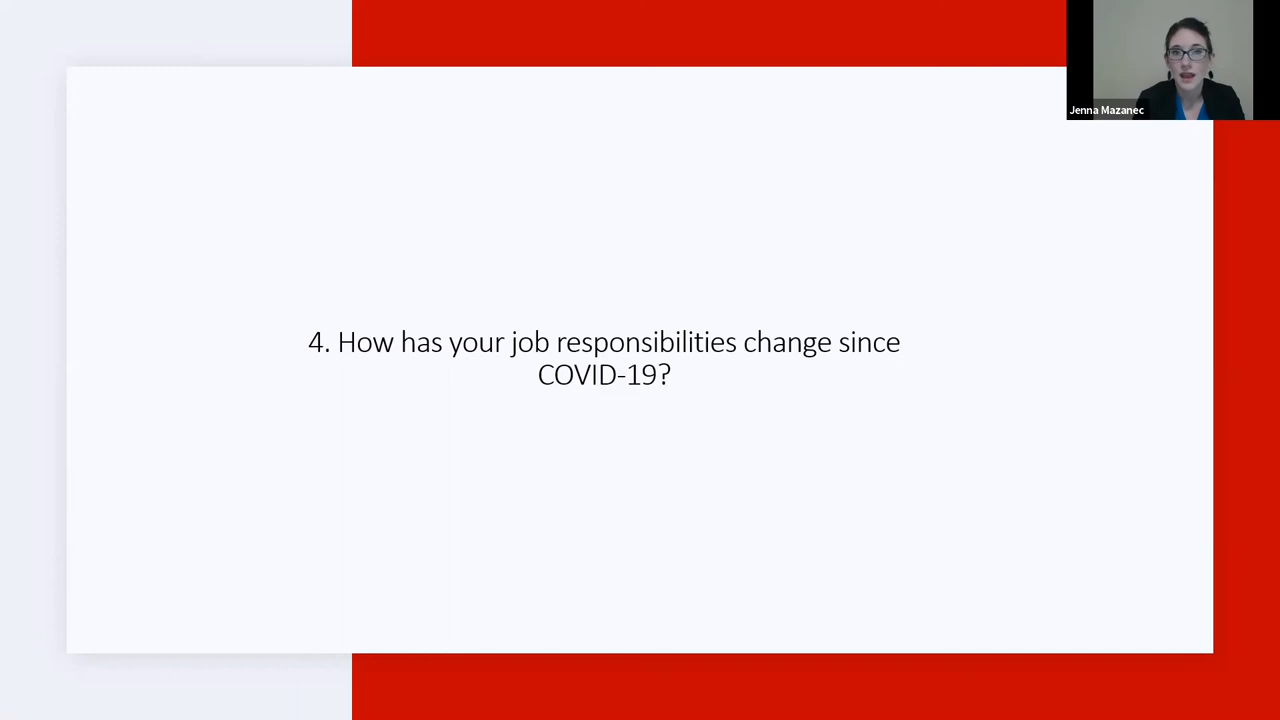 Jenna Mazanec
4. How has your job responsibilities change since
COVID-19?